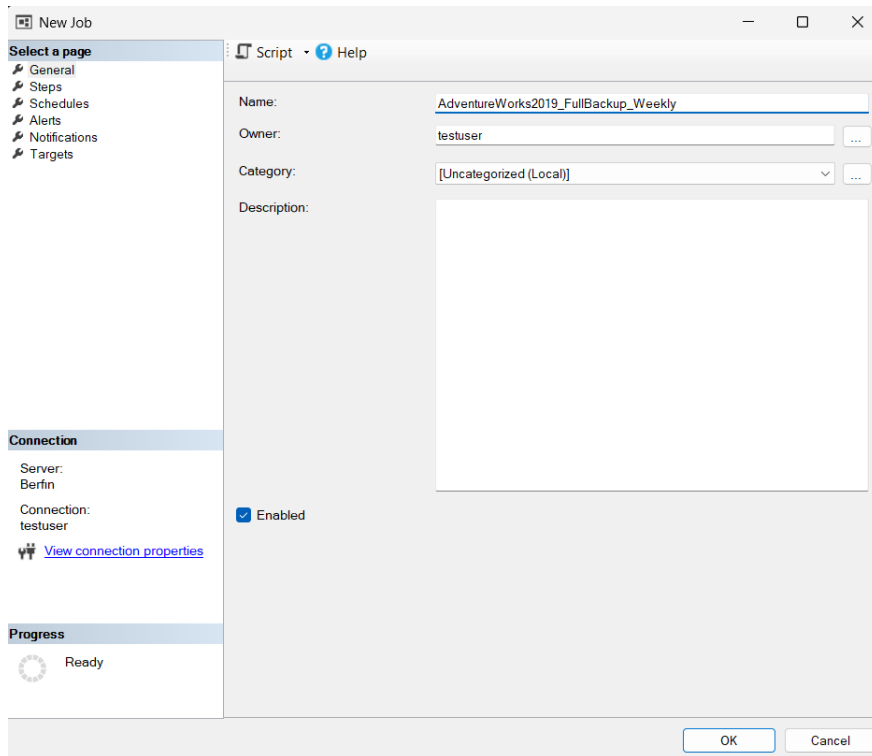 New Job
Select a page
General
Steps
Schedules
Alerts
Notifications
Targets
Script
Help
Name:
AdventureWorks2019_FullBackup_Weekly
Owner:
testuser
...
Category:
[Uncategorized (Local)]
...
Description:
Enabled
Connection
Server:
Berfin
Connection:
testuser
View connection properties
Progress
Ready
OK
Cancel